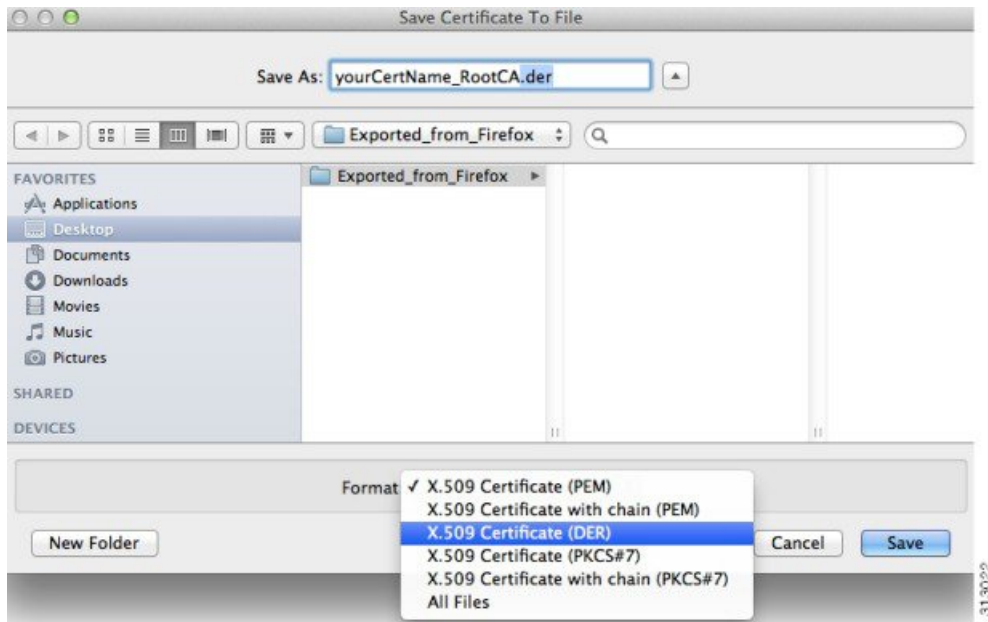 Save Certificate To File
Save As: yourCertName_RootCA.der
Exported_from_Firefox
FAVORITES
Exported_from_Firefox
Applications
Desktop
Documents
Downloads
Movies
Music
Pictures
SHARED
DEVICES
Format ✓ X.509 Certificate (PEM)
X.509 Certificate with chain (PEM)
X.509 Certificate (DER)
X.509 Certificate (PKCS#7)
X.509 Certificate with chain (PKCS#7)
All Files
New Folder
Cancel
Save
313022